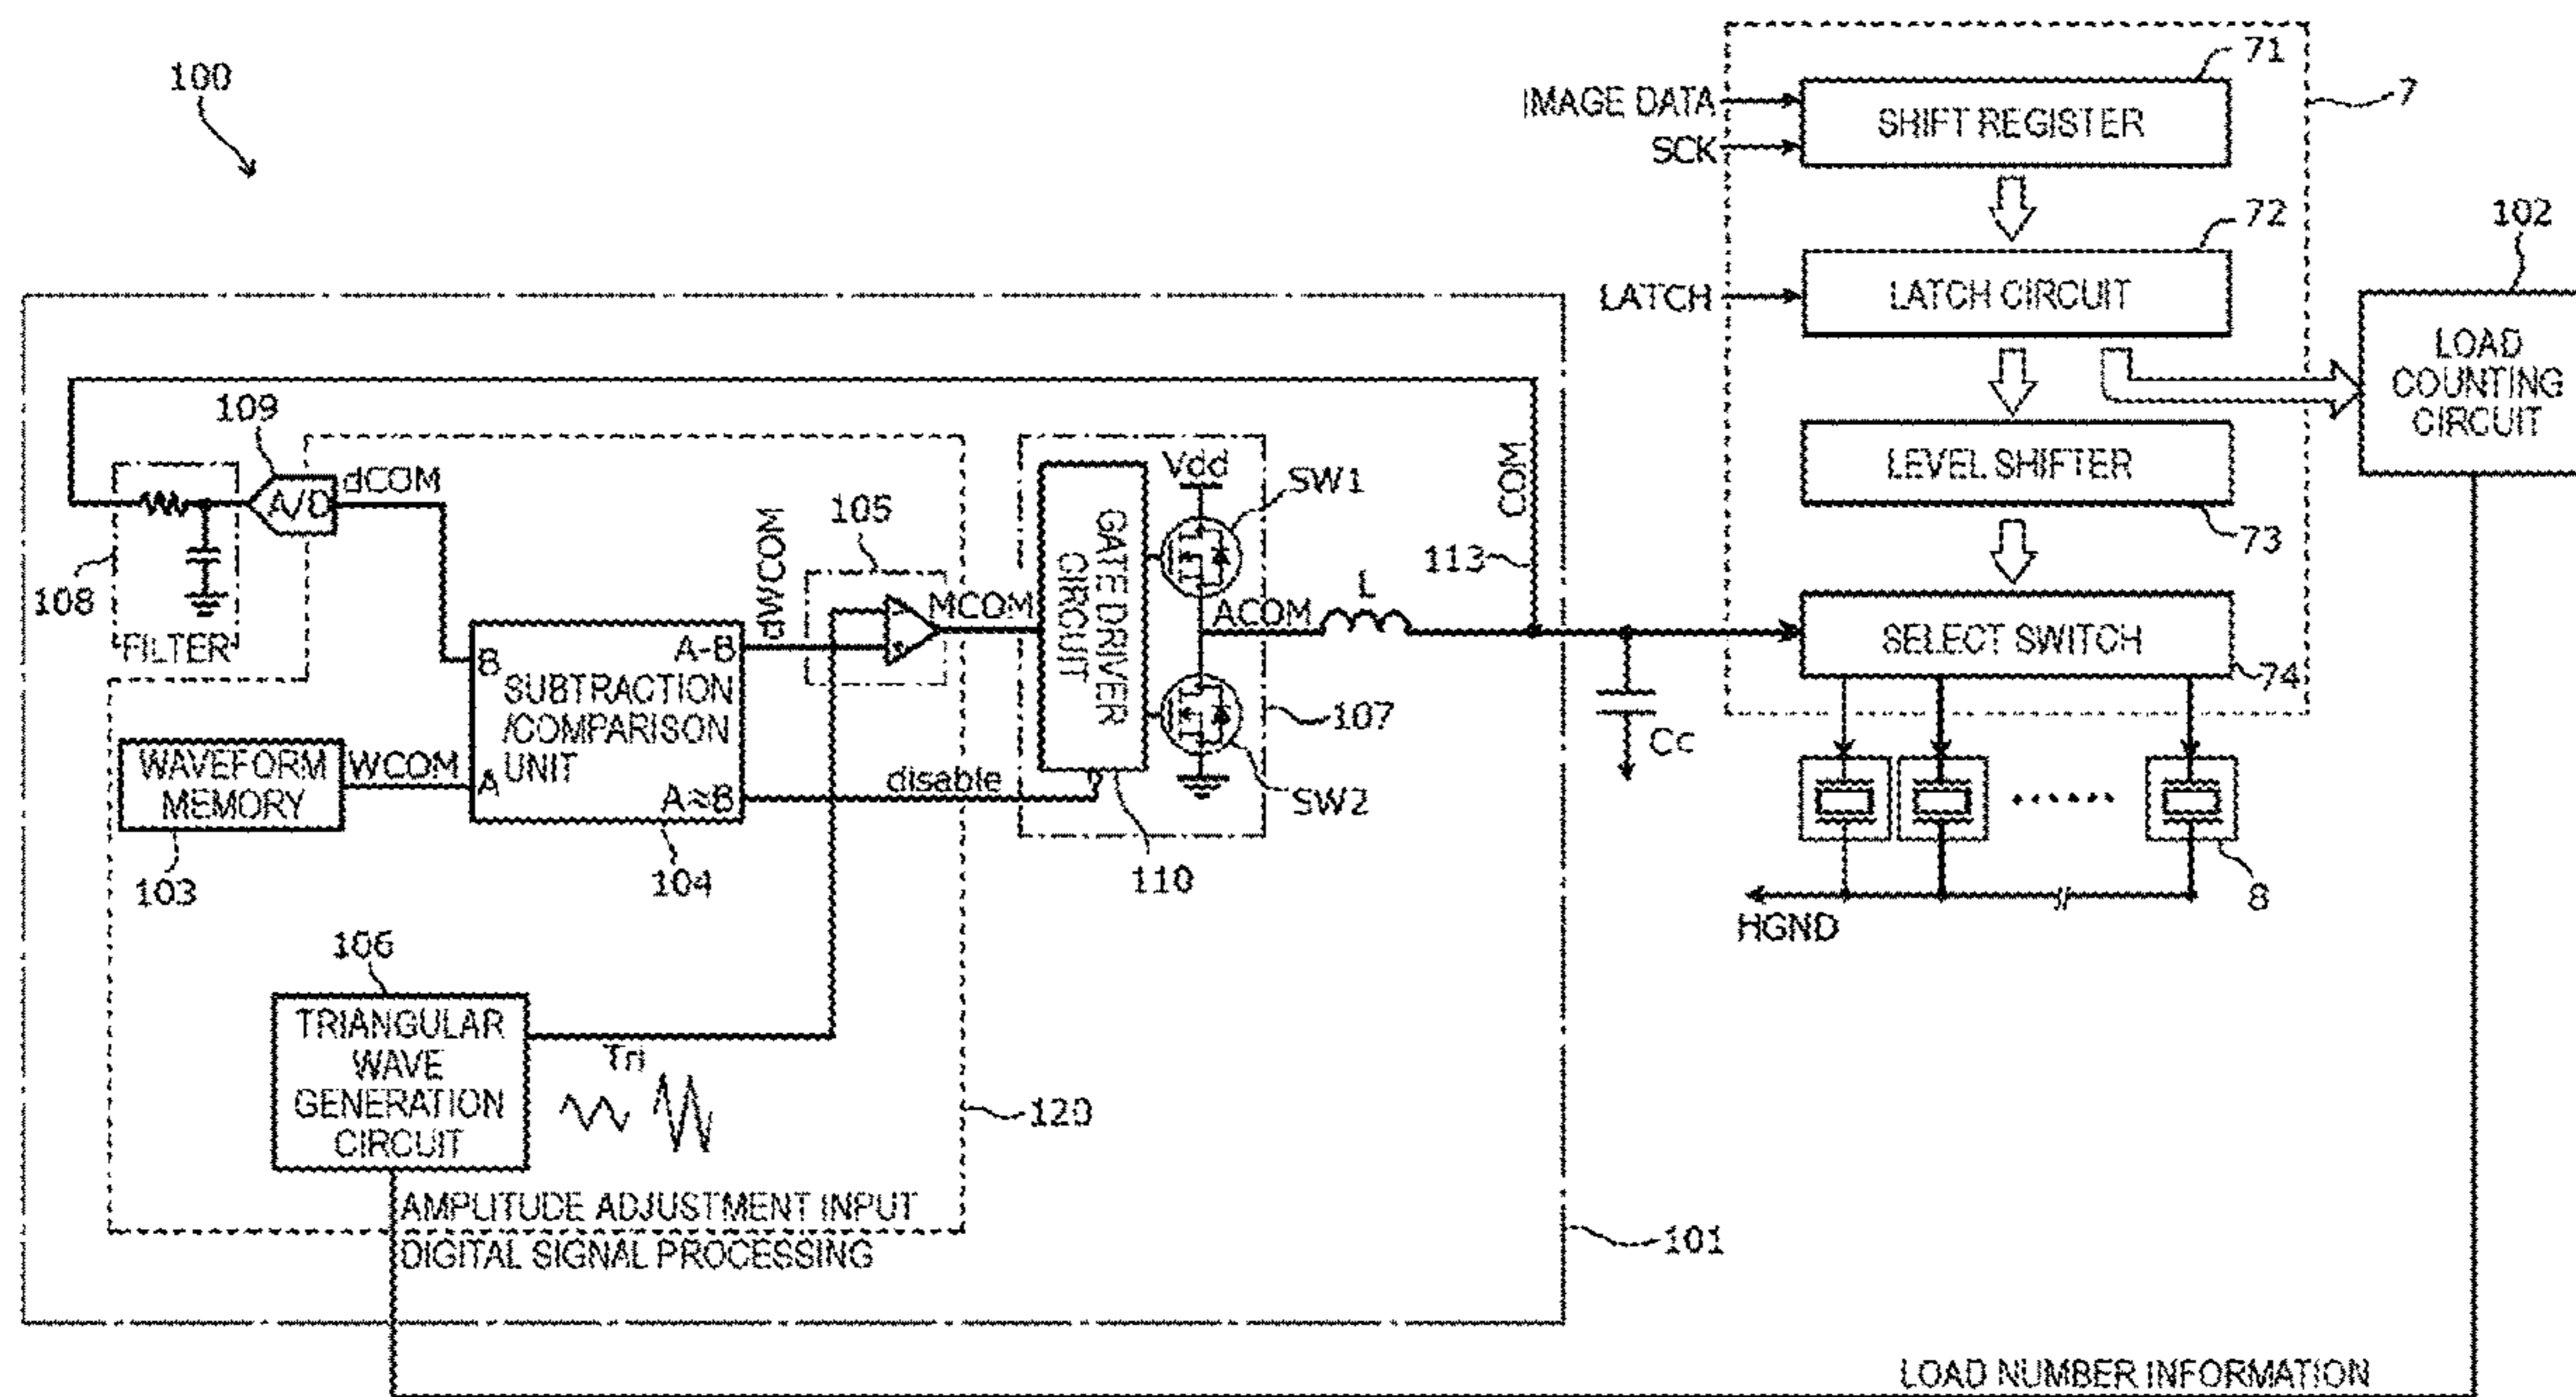 100
71
7
IMAGE DATA
SHIFT REGISTER
SCK
72
102
LATCH
LATCH CIRCUIT
LOAD
COUNTING
CIRCUIT
109
dCOM
A/D
108
FILTER
Vdd
SW1
COM
LEVEL SHIFTER
73
105
dWCOM
MCOM
GATE DRIVER
CIRCUIT
ACOM
L
113
SELECT SWITCH
74
B
A-B
SUBTRACTION
/COMPARISON
UNIT
A
A≈B
WAVEFORM
MEMORY
WCOM
disable
107
SW2
Cc
103
104
110
8
HGND
106
TRIANGULAR
WAVE
GENERATION
CIRCUIT
Tri
120
AMPLITUDE ADJUSTMENT INPUT
DIGITAL SIGNAL PROCESSING
101
LOAD NUMBER INFORMATION